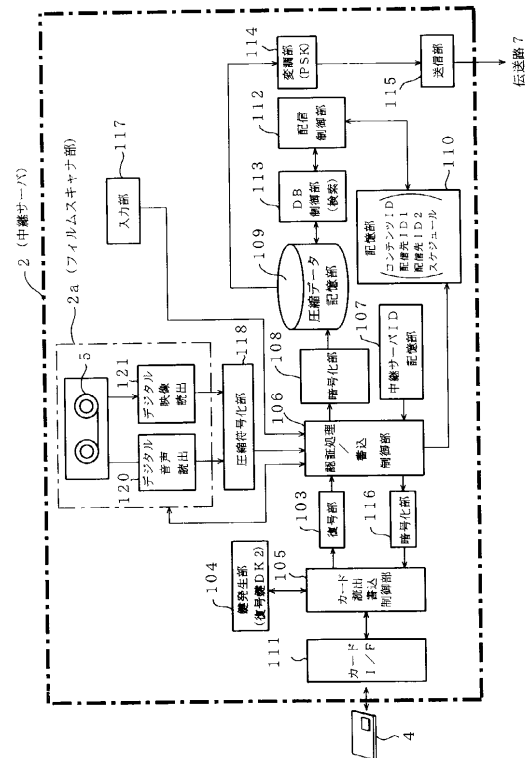 2 (中継サーバ)
2a (フィルムスキャナ部)
5
120
デジタル
音声
読出
121
デジタル
映像
読出
118
圧縮符号化部
117
入力部
104
鍵発生部
(復号鍵DK2)
111
カード
I/F
4
105
カード
読出
書込
制御部
103
復号部
116
暗号化部
106
認証処理
/
書込
制御部
108
暗号化部
107
中継サーバID
記憶部
109
圧縮データ
記憶部
113
DB
制御部
(検索)
112
配信
制御部
114
変調部
(PSK)
115
送信部
伝送路7
110
記憶部
(コンテンツID
配信先ID1
配信先ID2
スケジュール)